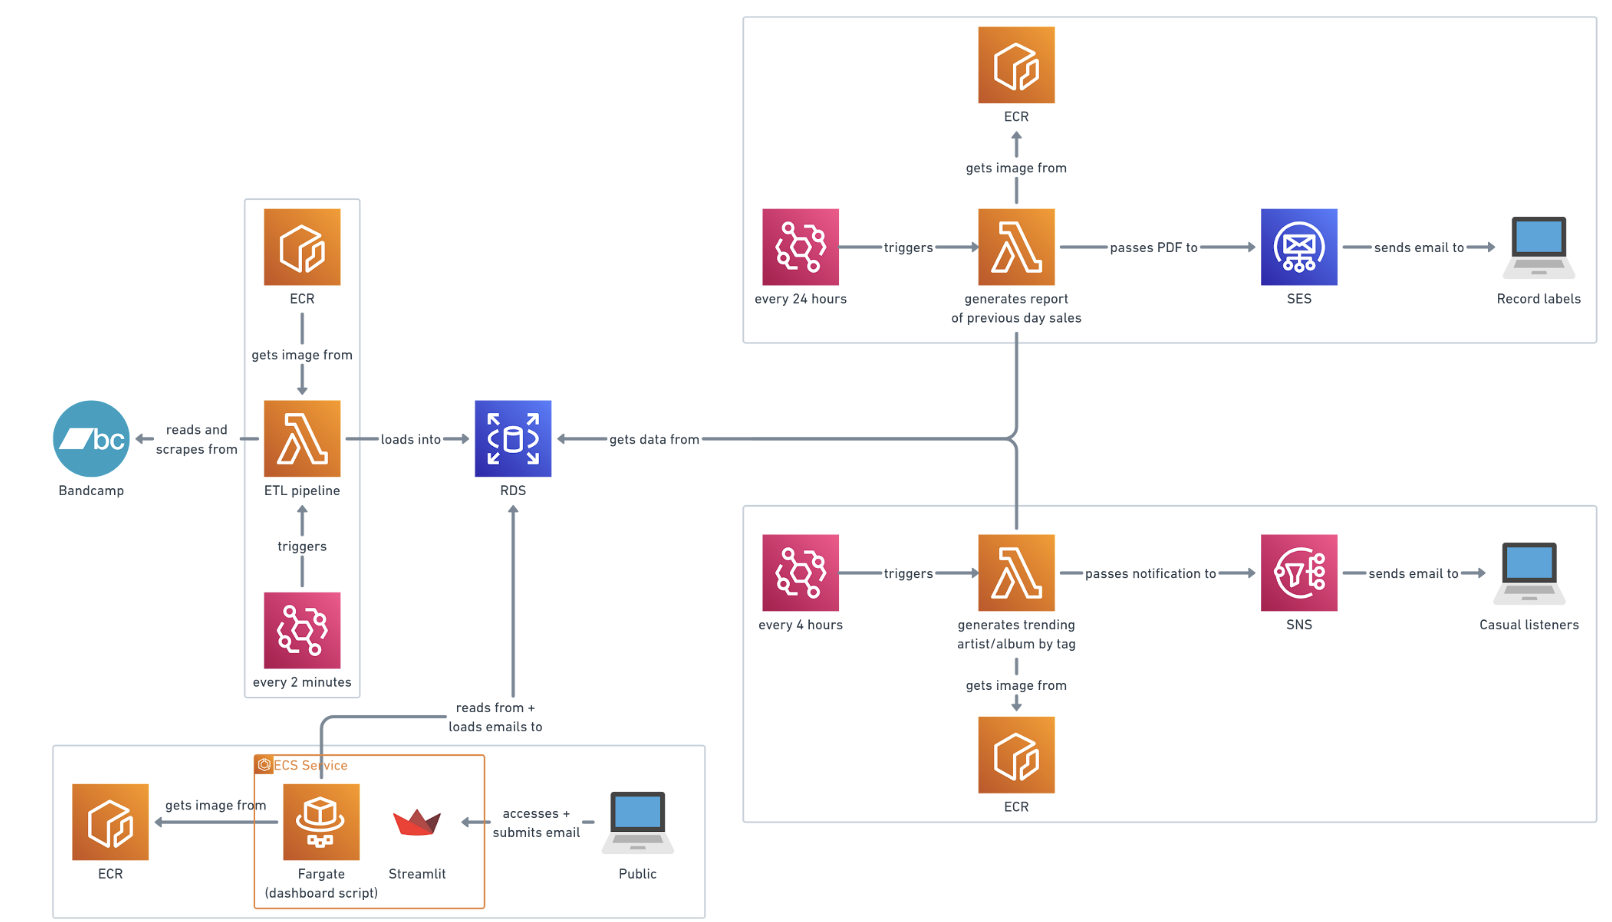 ECR
gets image from
every 24 hours
triggers
generates report
of previous day sales
passes PDF to
SES
sends email to
Record labels
ECR
gets image from
bc
Bandcamp
reads and
scrapes from
ETL pipeline
loads into
RDS
gets data from
triggers
every 2 minutes
every 4 hours
triggers
generates trending
artist/album by tag
passes notification to
SNS
sends email to
Casual listeners
gets image from
ECR
reads from +
loads emails to
ECS Service
ECR
gets image from
Fargate
(dashboard script)
Streamlit
accesses +
submits email
Public